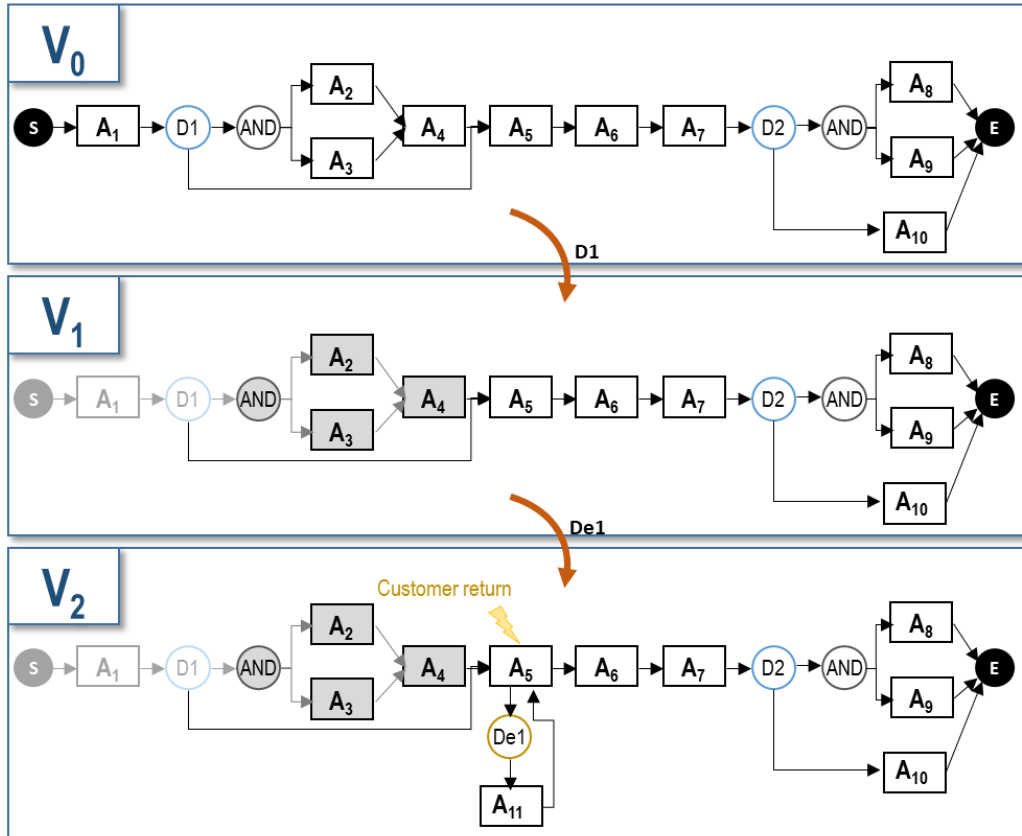 V0
S A1 D1 AND A2 A3 A4 A5 A6 A7 D2 AND A8 A9 A10 E
D1
V1
S A1 D1 AND A2 A3 A4 A5 A6 A7 D2 AND A8 A9 A10 E
De1
V2
Customer return
S A1 D1 AND A2 A3 A4 A5 A6 A7 D2 AND A8 A9 A10 E
De1
A11